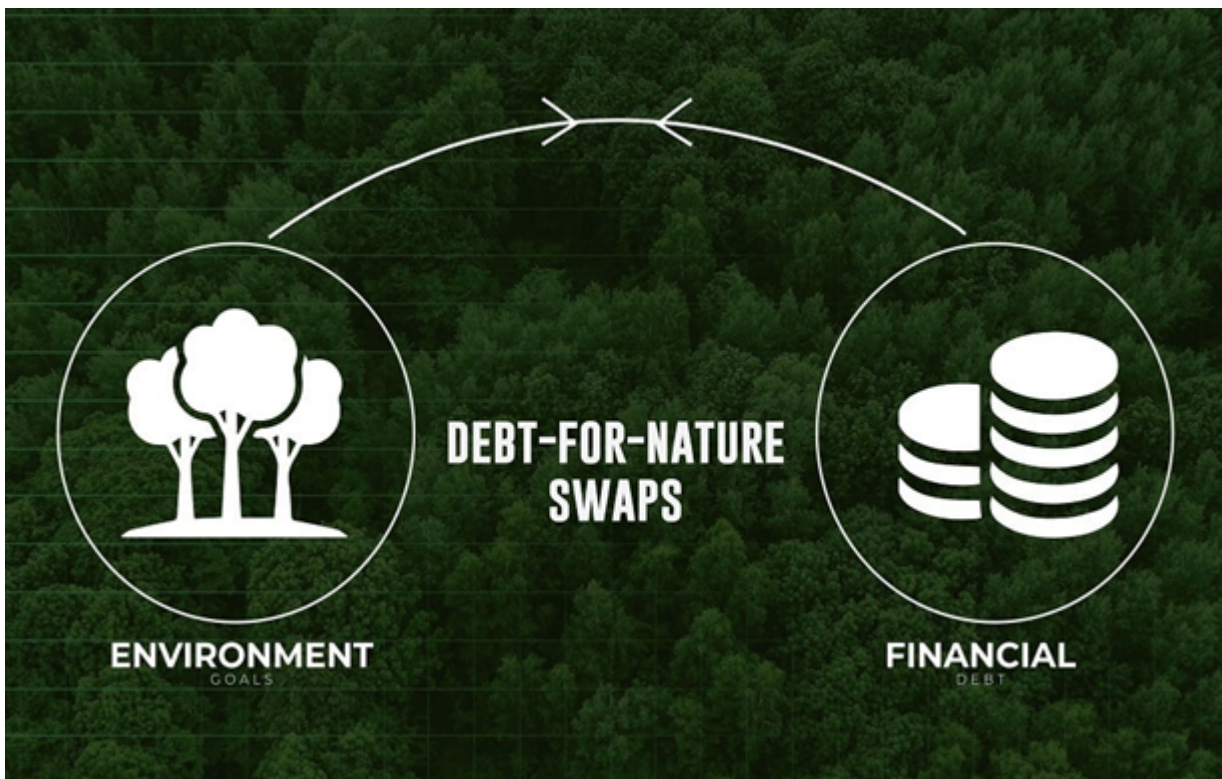 DEBT-FOR-NATURE
SWAPS
ENVIRONMENT
GOALS
FINANCIAL
DEBT